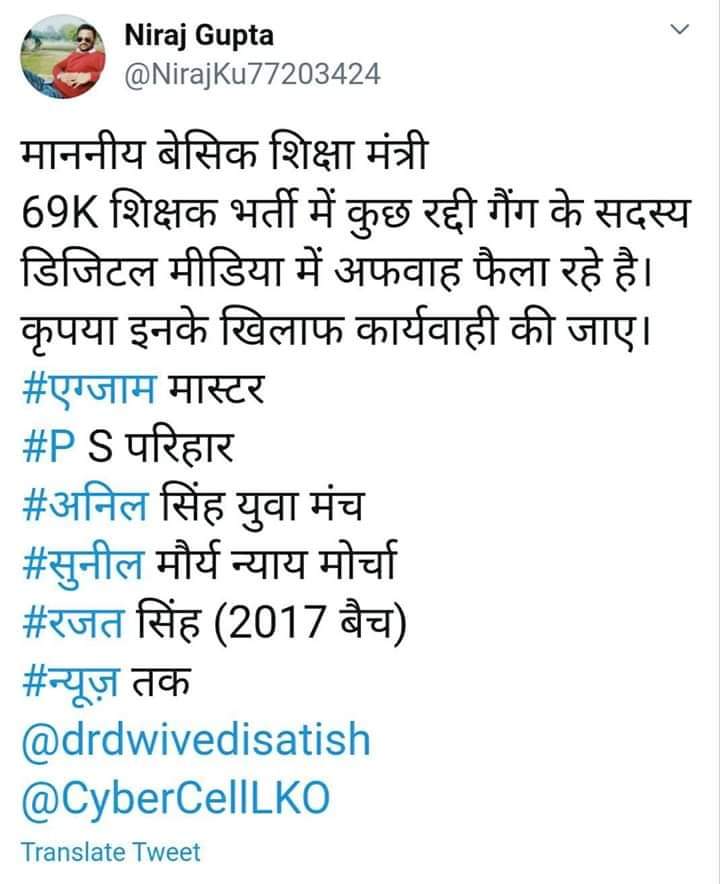 Niraj Gupta
@NirajKu77203424
माननीय बेसिक शिक्षा मंत्री
69K शिक्षक भर्ती में कुछ रद्दी गैंग के सदस्य
डिजिटल मीडिया में अफवाह फैला रहे है।
कृपया इनके खिलाफ कार्यवाही की जाए।
#एग्जाम मास्टर
#P S परिहार
#अनिल सिंह युवा मंच
#सुनील मौर्य न्याय मोर्चा
#रजत सिंह (2017 बैच)
#न्यूज़ तक
@drdwivedisatish
@CyberCellLKO
Translate Tweet